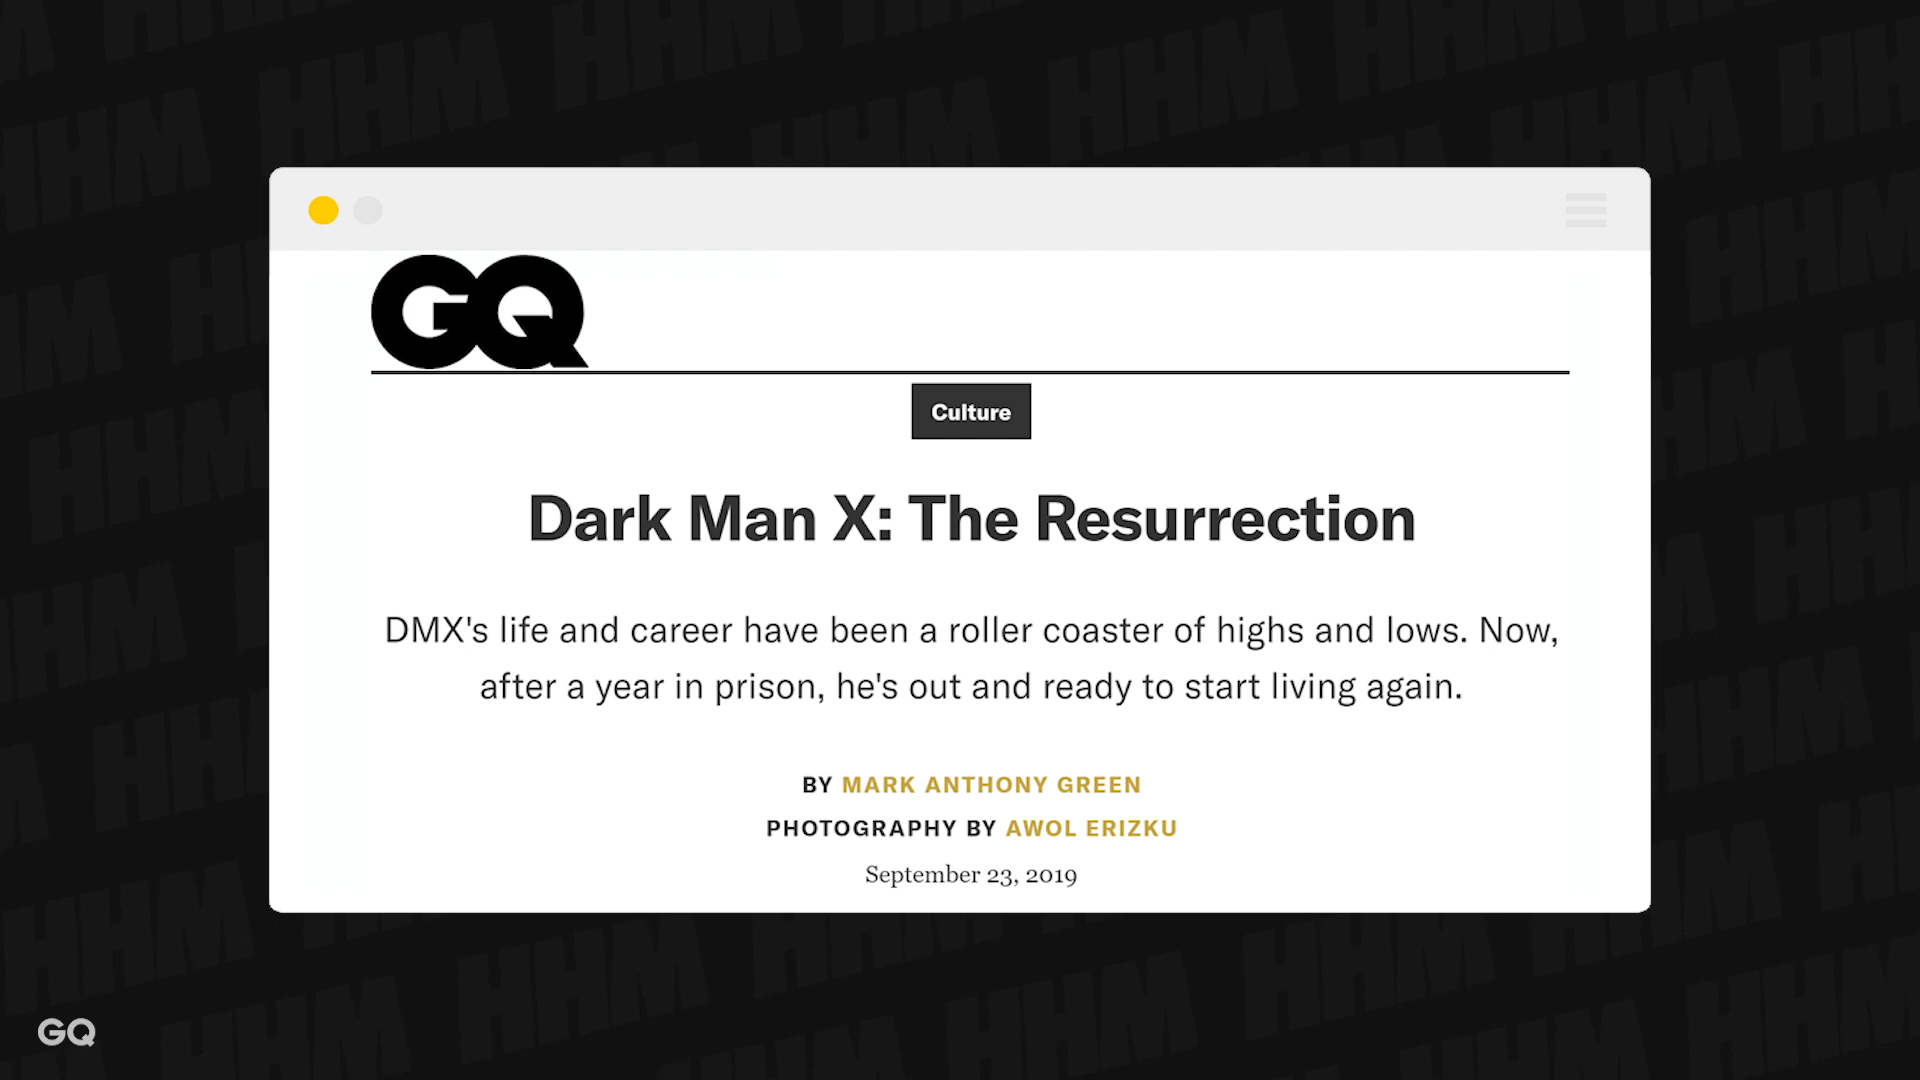 GQ
Culture
Dark Man X: The Resurrection
DMX's life and career have been a roller coaster of highs and lows. Now,
after a year in prison, he's out and ready to start living again.
BY MARK ANTHONY GREEN
PHOTOGRAPHY BY AWOL ERIZKU
September 23, 2019
GQ
HHM